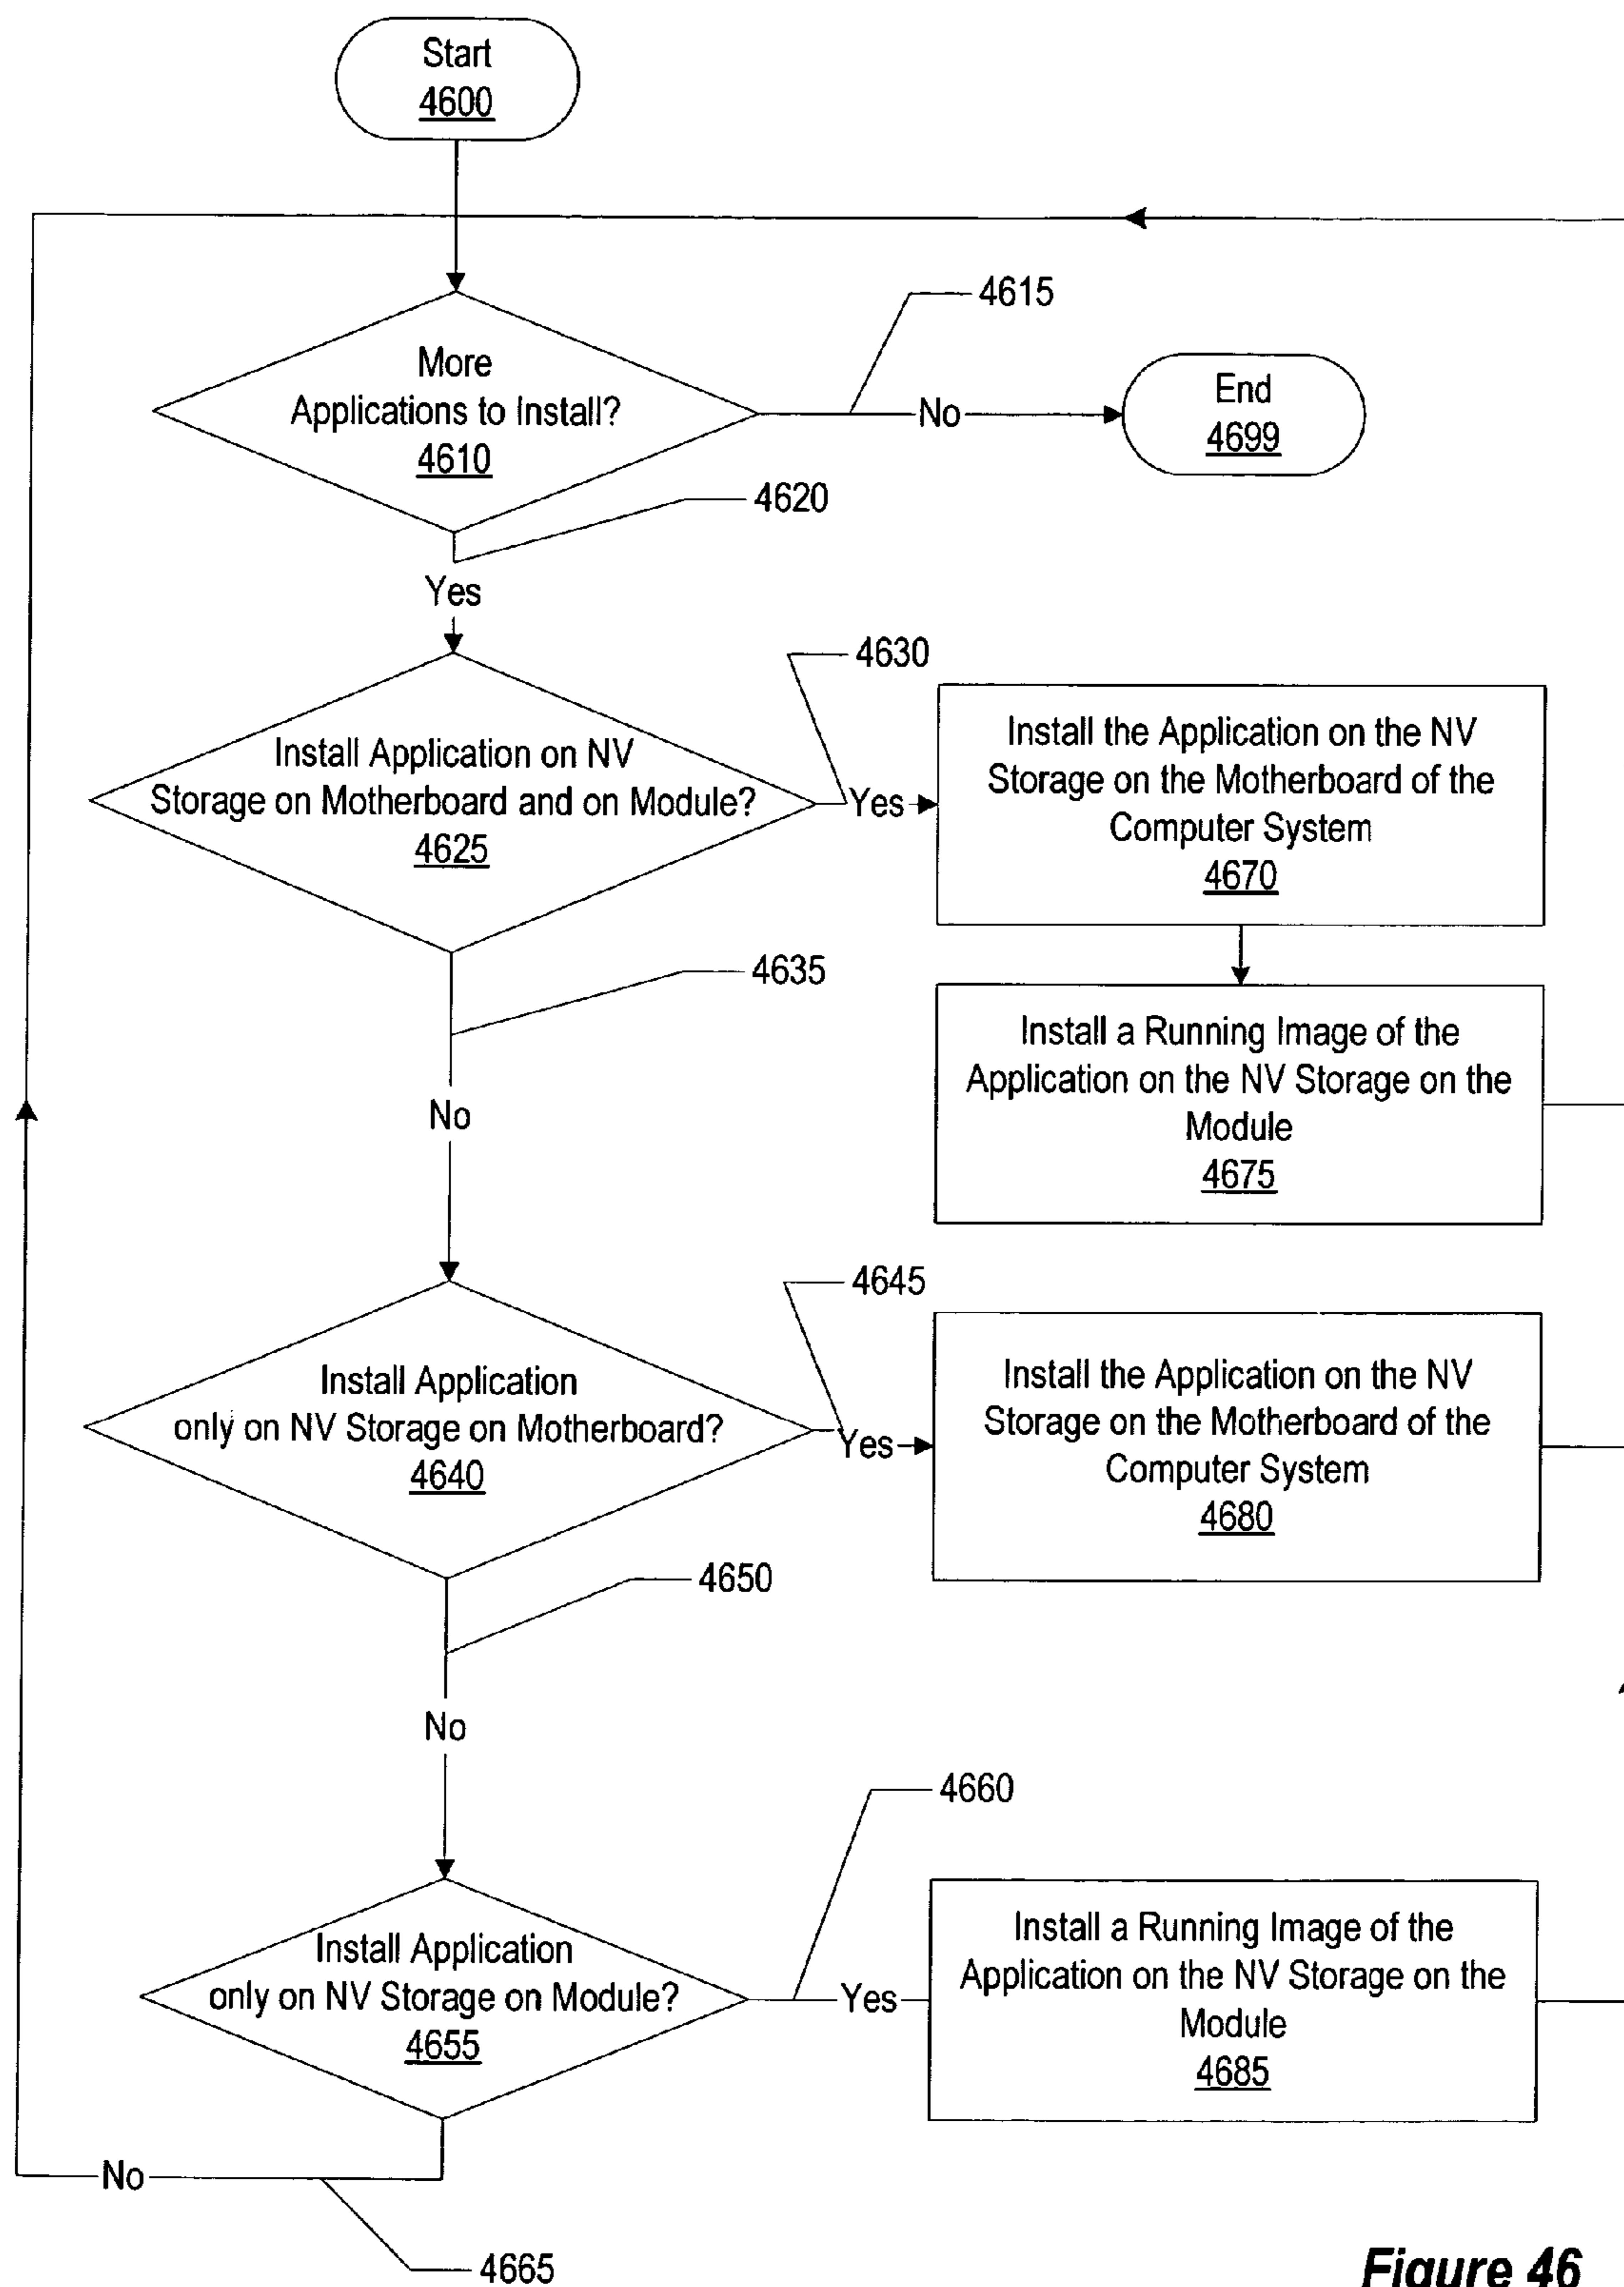 Start
4600
4615
More
Applications to Install?
4610
No
End
4699
4620
Yes
4630
Install Application on NV
Storage on Motherboard and on Module?
4625
Yes
Install the Application on the NV
Storage on the Motherboard of the
Computer System
4670
4635
No
Install a Running Image of the
Application on the NV Storage on the
Module
4675
4645
Install Application
only on NV Storage on Motherboard?
4640
Yes
Install the Application on the NV
Storage on the Motherboard of the
Computer System
4680
4650
No
4660
Install Application
only on NV Storage on Module?
4655
Yes
Install a Running Image of the
Application on the NV Storage on the
Module
4685
No
4665
Figure 46